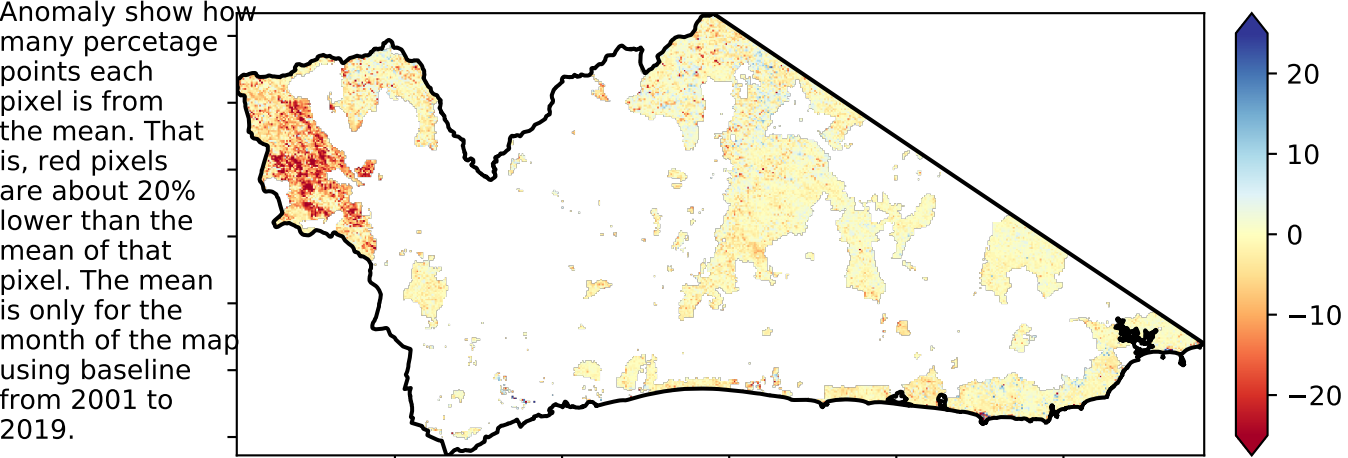 Anomaly show how
many percetage
points each
pixel is from
the mean. That
is, red pixels
are about 20%
lower than the
mean of that
pixel. The mean
is only for the
month of the map
using baseline
from 2001 to
2019.
20
10
0
−10
−20